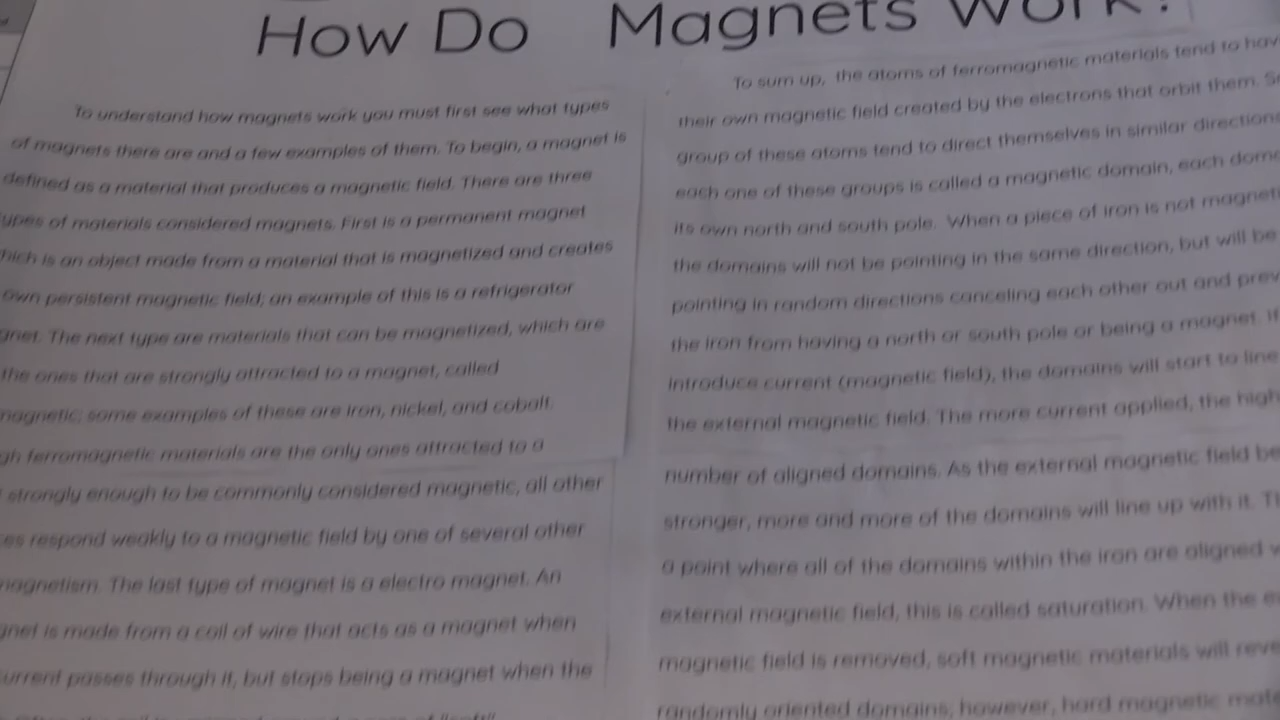 How Do Magnets Work?
To understand how magnets work you must first see what types
of magnets there are and a few examples of them. To begin, a magnet is
defined as a material that produces a magnetic field. There are three
types of materials considered magnets. First is a permanent magnet
which is an object made from a material that is magnetized and creates
own persistent magnetic field; an example of this is a refrigerator
gnet. The next type are materials that can be magnetized, which are
the ones that are strongly attracted to a magnet, called
magnetic; some examples of these are iron, nickel, and cobalt.
gh ferromagnetic materials are the only ones attracted to a
strongly enough to be commonly considered magnetic, all other
es respond weakly to a magnetic field by one of several other
magnetism. The last type of magnet is a electro magnet. An
gnet is made from a coil of wire that acts as a magnet when
urrent passes through it, but stops being a magnet when the
To sum up, the atoms of ferromagnetic materials tend to hav
their own magnetic field created by the electrons that orbit them. S
group of these atoms tend to direct themselves in similar directions
each one of these groups is called a magnetic domain, each dom
its own north and south pole. When a piece of iron is not magneti
the domains will not be pointing in the same direction, but will be
pointing in random directions canceling each other out and prev
the iron from having a north or south pole or being a magnet. If
introduce current (magnetic field), the domains will start to line
the external magnetic field. The more current applied, the high
number of aligned domains. As the external magnetic field be
stronger, more and more of the domains will line up with it. T
a point where all of the domains within the iron are aligned w
external magnetic field, this is called saturation. When the e
magnetic field is removed, soft magnetic materials will reve
randomly oriented domains; however, hard magnetic mate